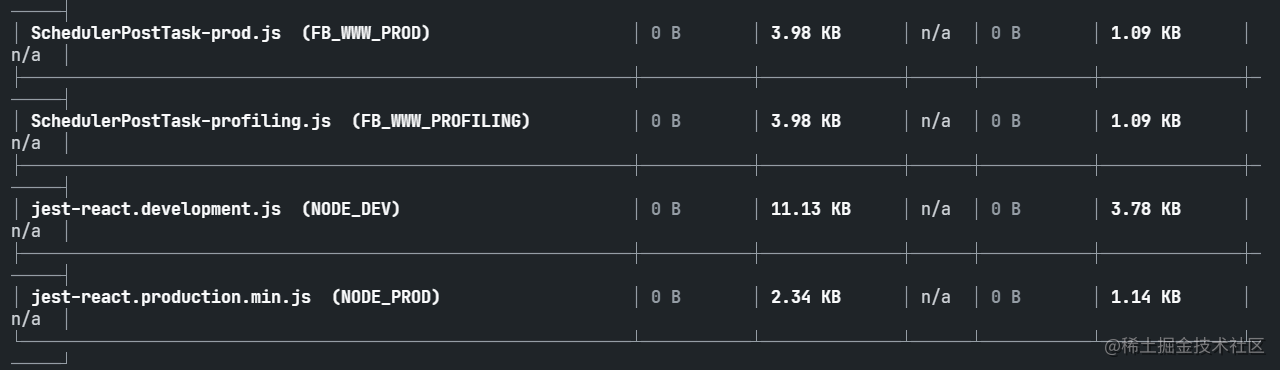 SchedulerPostTask-prod.js (FB_WWW_PROD) │ 0 B │ 3.98 KB │ n/a │ 0 B │ 1.09 KB │
n/a │
SchedulerPostTask-profiling.js (FB_WWW_PROFILING) │ 0 B │ 3.98 KB │ n/a │ 0 B │ 1.09 KB │
n/a │
jest-react.development.js (NODE_DEV) │ 0 B │ 11.13 KB │ n/a │ 0 B │ 3.78 KB │
n/a │
jest-react.production.min.js (NODE_PROD) │ 0 B │ 2.34 KB │ n/a │ 0 B │ 1.14 KB │
n/a │
@稀土掘金技术社区